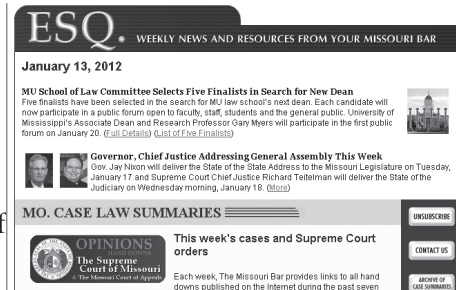 ESQ. WEEKLY NEWS AND RESOURCES FROM YOUR MISSOURI BAR
January 13, 2012
MU School of Law Committee Selects Five Finalists in Search for New Dean
Five finalists have been selected in the search for MU law school's next dean. Each candidate will
now participate in a public forum open to faculty, staff, students and the general public. University of
Mississippi's Associate Dean and Research Professor Gary Myers will participate in the first public
forum on January 20. (Full Details) (List of Five Finalists)
Governor, Chief Justice Addressing General Assembly This Week
Gov. Jay Nixon will deliver the State of the State Address to the Missouri Legislature on Tuesday,
January 17 and Supreme Court Chief Justice Richard Teitelman will deliver the State of the
Judiciary on Wednesday morning, January 18. (More)
f
MO. CASE LAW SUMMARIES
UNSUBSCRIBE
OPINIONS
HAND DOWNS
The Supreme
Court of Missouri
& The Missouri Court of Appeals
This week's cases and Supreme Court
orders
Each week, The Missouri Bar provides links to all hand
downs published on the Internet during the past seven
CONTACT US
ARCHIVE OF
CASE SUMMARIES